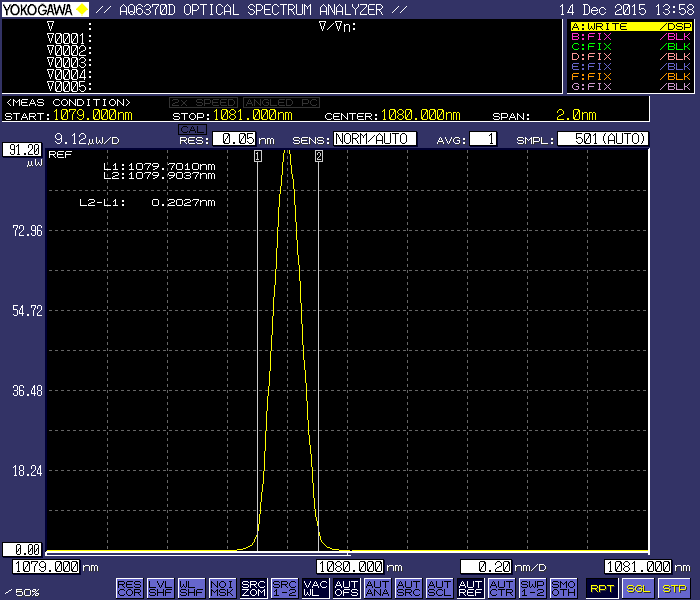 YOKOGAWA // AQ6370D OPTICAL SPECTRUM ANALYZER // 14 Dec 2015 13:58
∇ : ∇/∇n:
∇0001:
∇0002:
∇0003:
∇0004:
∇0005:
A:WRITE /DSP
B:FIX /BLK
C:FIX /BLK
D:FIX /BLK
E:FIX /BLK
F:FIX /BLK
G:FIX /BLK
<MEAS CONDITION> 2x SPEED ANGLED PC
START:1079.000nm STOP:1081.000nm CENTER:1080.000nm SPAN: 2.0nm
CAL
9.12μW/D RES: 0.05 nm SENS: NORM/AUTO AVG: 1 SMPL: 501(AUTO)
91.20 REF 1 2
μW
L1:1079.7010nm
L2:1079.9037nm
L2-L1: 0.2027nm
72.96
54.72
36.48
18.24
0.00
1079.000 nm 1080.000 nm 0.20 nm/D 1081.000 nm
/50% RES COR LVL SHF WL SHF NOI MSK SRC ZOM SRC 1-2 VAC WL AUT OFS AUT ANA AUT SRC AUT SCL AUT REF AUT CTR SWP 1-2 SMO OTH RPT SGL STP